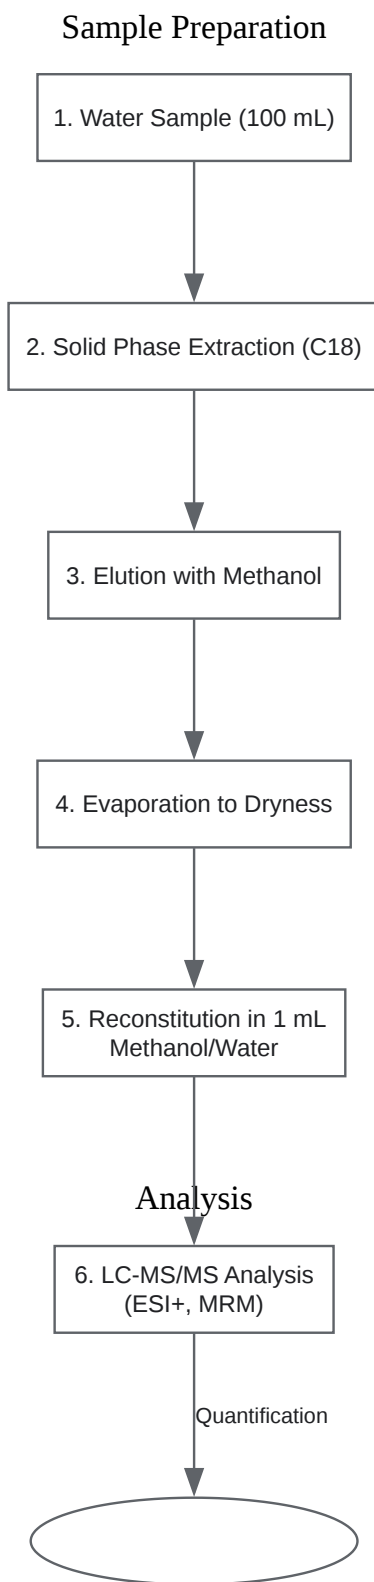 Sample Preparation
1. Water Sample (100 mL)
2. Solid Phase Extraction (C18)
3. Elution with Methanol
4. Evaporation to Dryness
5. Reconstitution in 1 mL
Methanol/Water
Analysis
6. LC-MS/MS Analysis
(ESI+, MRM)
Quantification